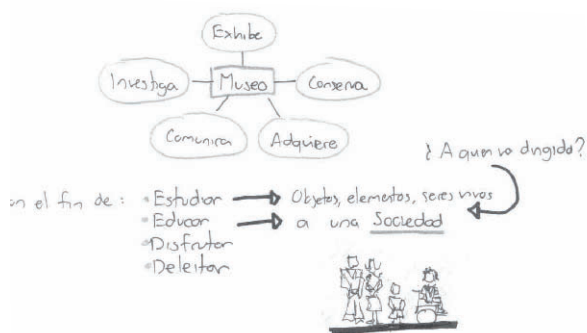 Exhibe
Investiga Museo Conserva
Comunica Adquiere
¿A quien va dirigido?
n el fin de: • Estudiar → Objetos, elementos, seres vivos
• Educar → a una Sociedad
• Disfrutar
• Deleitar